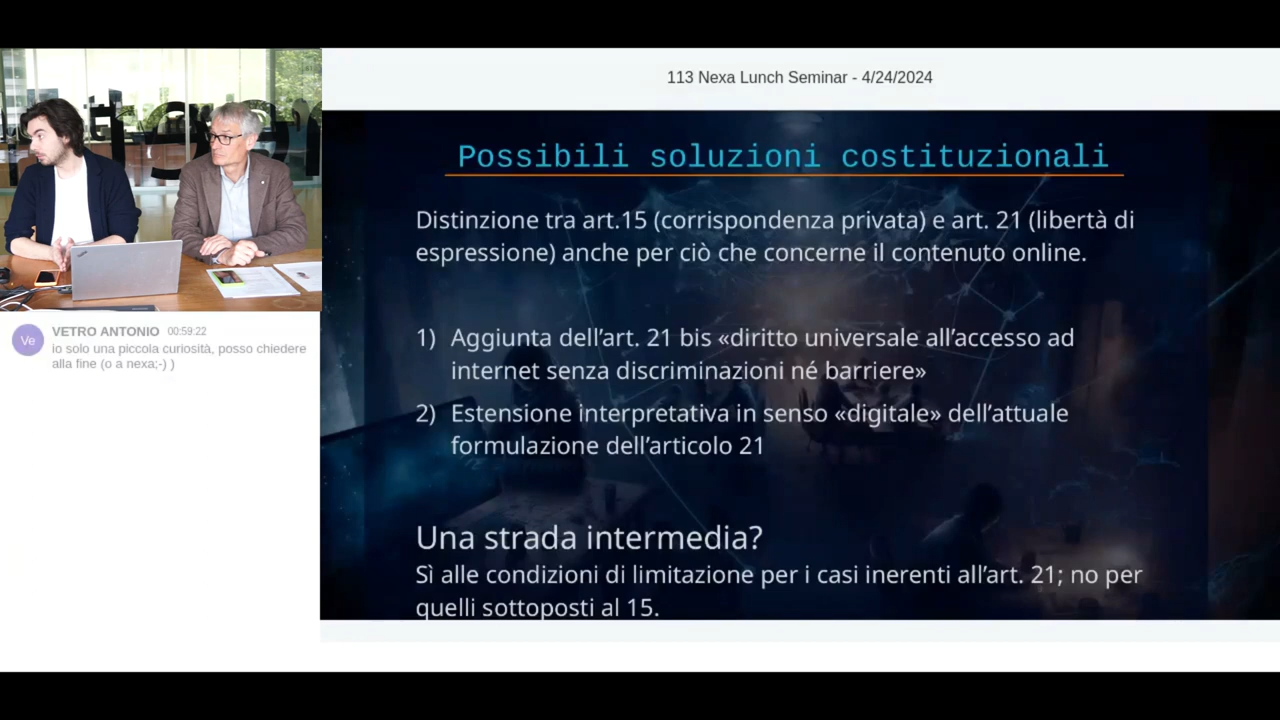 113 Nexa Lunch Seminar - 4/24/2024
Possibili soluzioni costituzionali
Distinzione tra art.15 (corrispondenza privata) e art. 21 (libertà di
espressione) anche per ciò che concerne il contenuto online.
1) Aggiunta dell’art. 21 bis «diritto universale all’accesso ad
internet senza discriminazioni né barriere»
2) Estensione interpretativa in senso «digitale» dell’attuale
formulazione dell’articolo 21
Una strada intermedia?
Sì alle condizioni di limitazione per i casi inerenti all’art. 21; no per
quelli sottoposti al 15.
Ve
VETRO ANTONIO 00:59:22
io solo una piccola curiosità, posso chiedere
alla fine (o a nexa;-) )